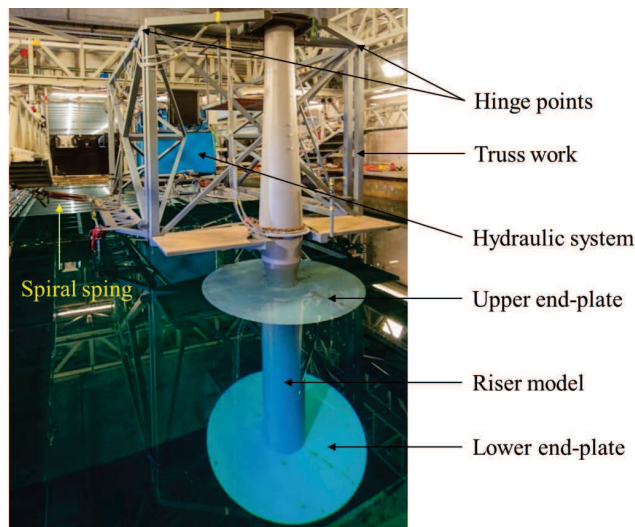 Hinge points
Truss work
Hydraulic system
Spiral sping
Upper end-plate
Riser model
Lower end-plate